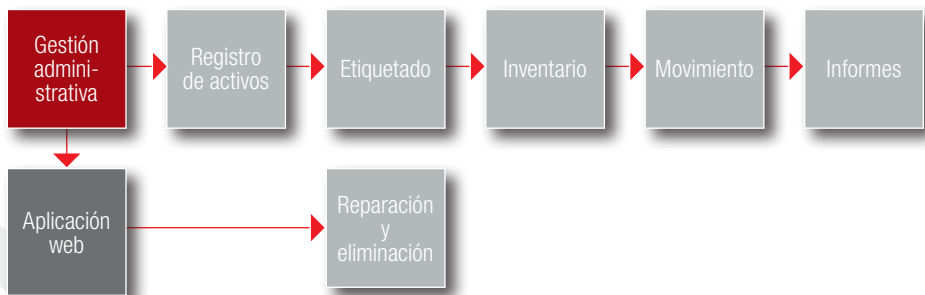 Gestión
admini-
strativa
Registro
de activos
Etiquetado
Inventario
Movimiento
Informes
Aplicación
web
Reparación
y
eliminación